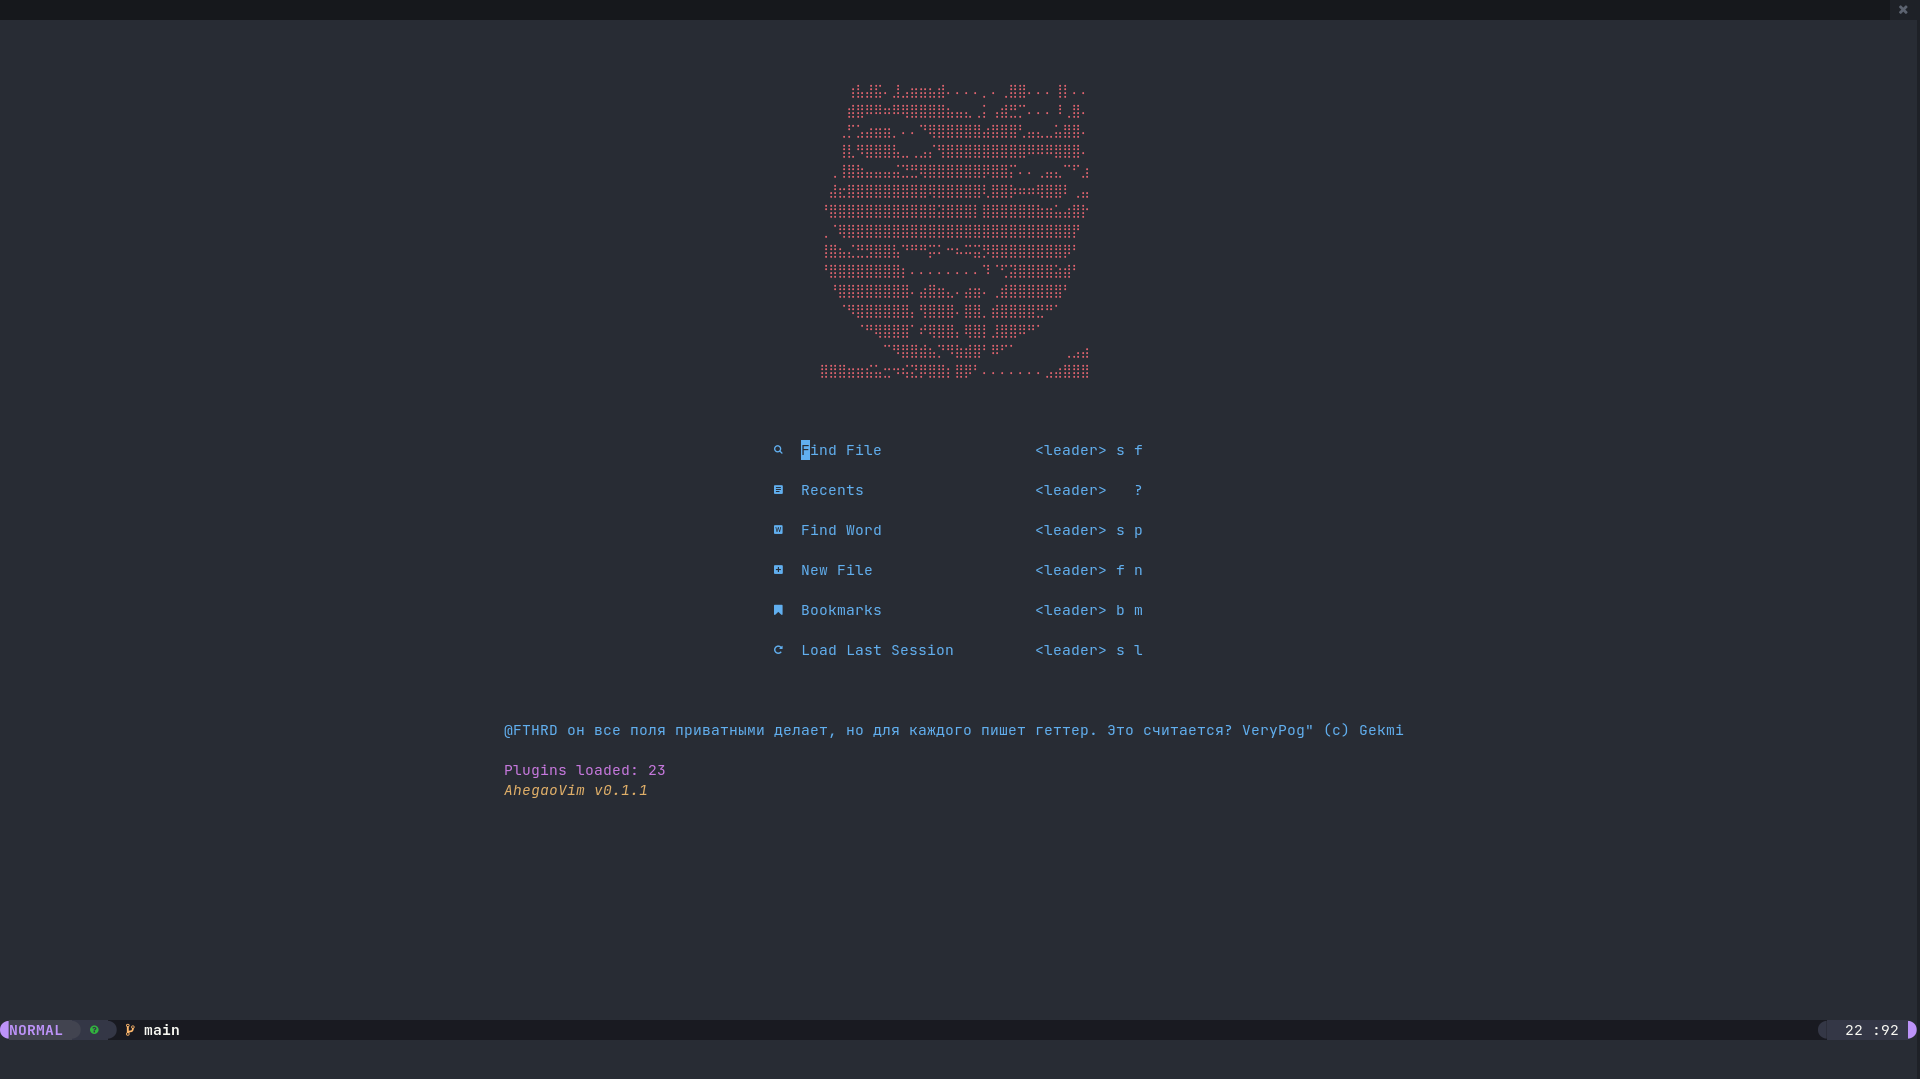 Find File <leader> s f
Recents <leader> ?
Find Word <leader> s p
New File <leader> f n
Bookmarks <leader> b m
Load Last Session <leader> s l
@FTHRD он все поля приватными делает, но для каждого пишет геттер. Это считается? VeryPog" (c) Gekmi
Plugins loaded: 23
AhegaoVim v0.1.1
NORMAL main 22 :92